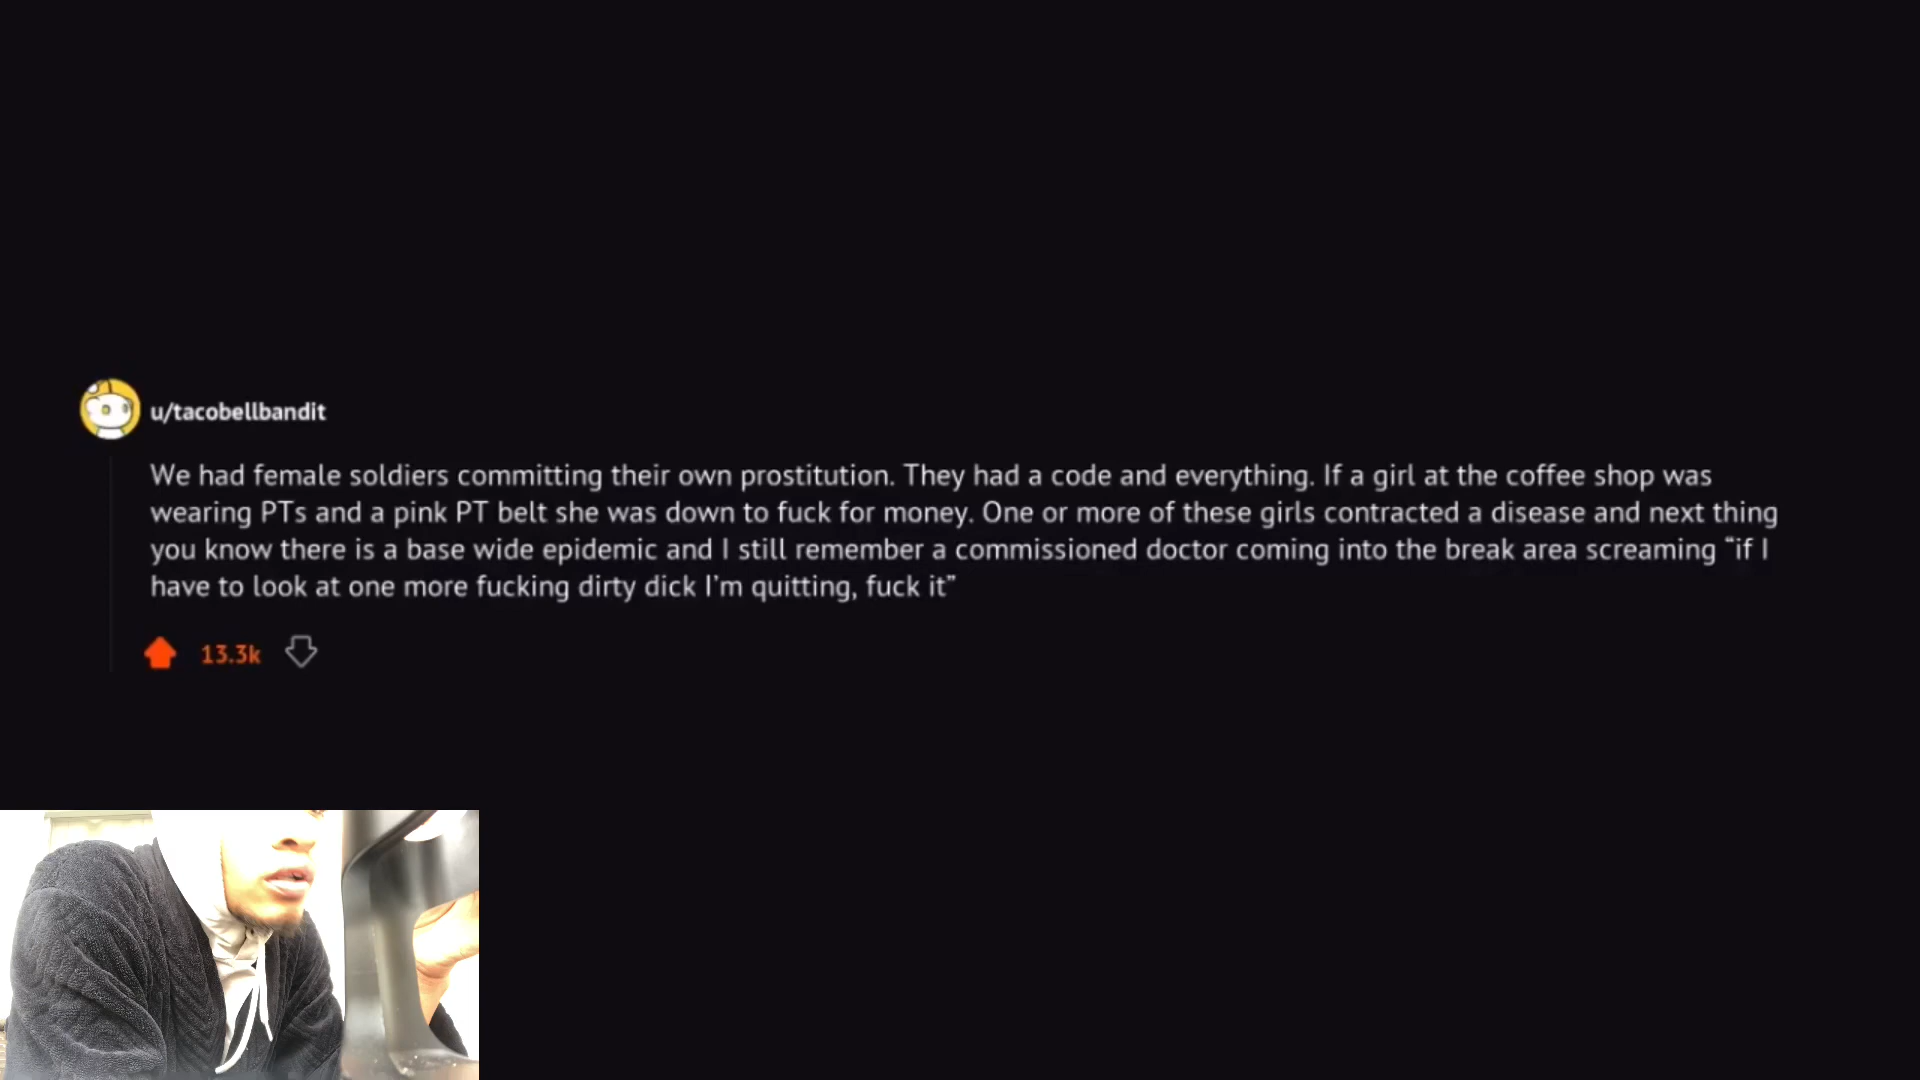 u/tacobellbandit
We had female soldiers committing their own prostitution. They had a code and everything. If a girl at the coffee shop was
wearing PTs and a pink PT belt she was down to fuck for money. One or more of these girls contracted a disease and next thing
you know there is a base wide epidemic and I still remember a commissioned doctor coming into the break area screaming “if I
have to look at one more fucking dirty dick I’m quitting, fuck it”
13.3k